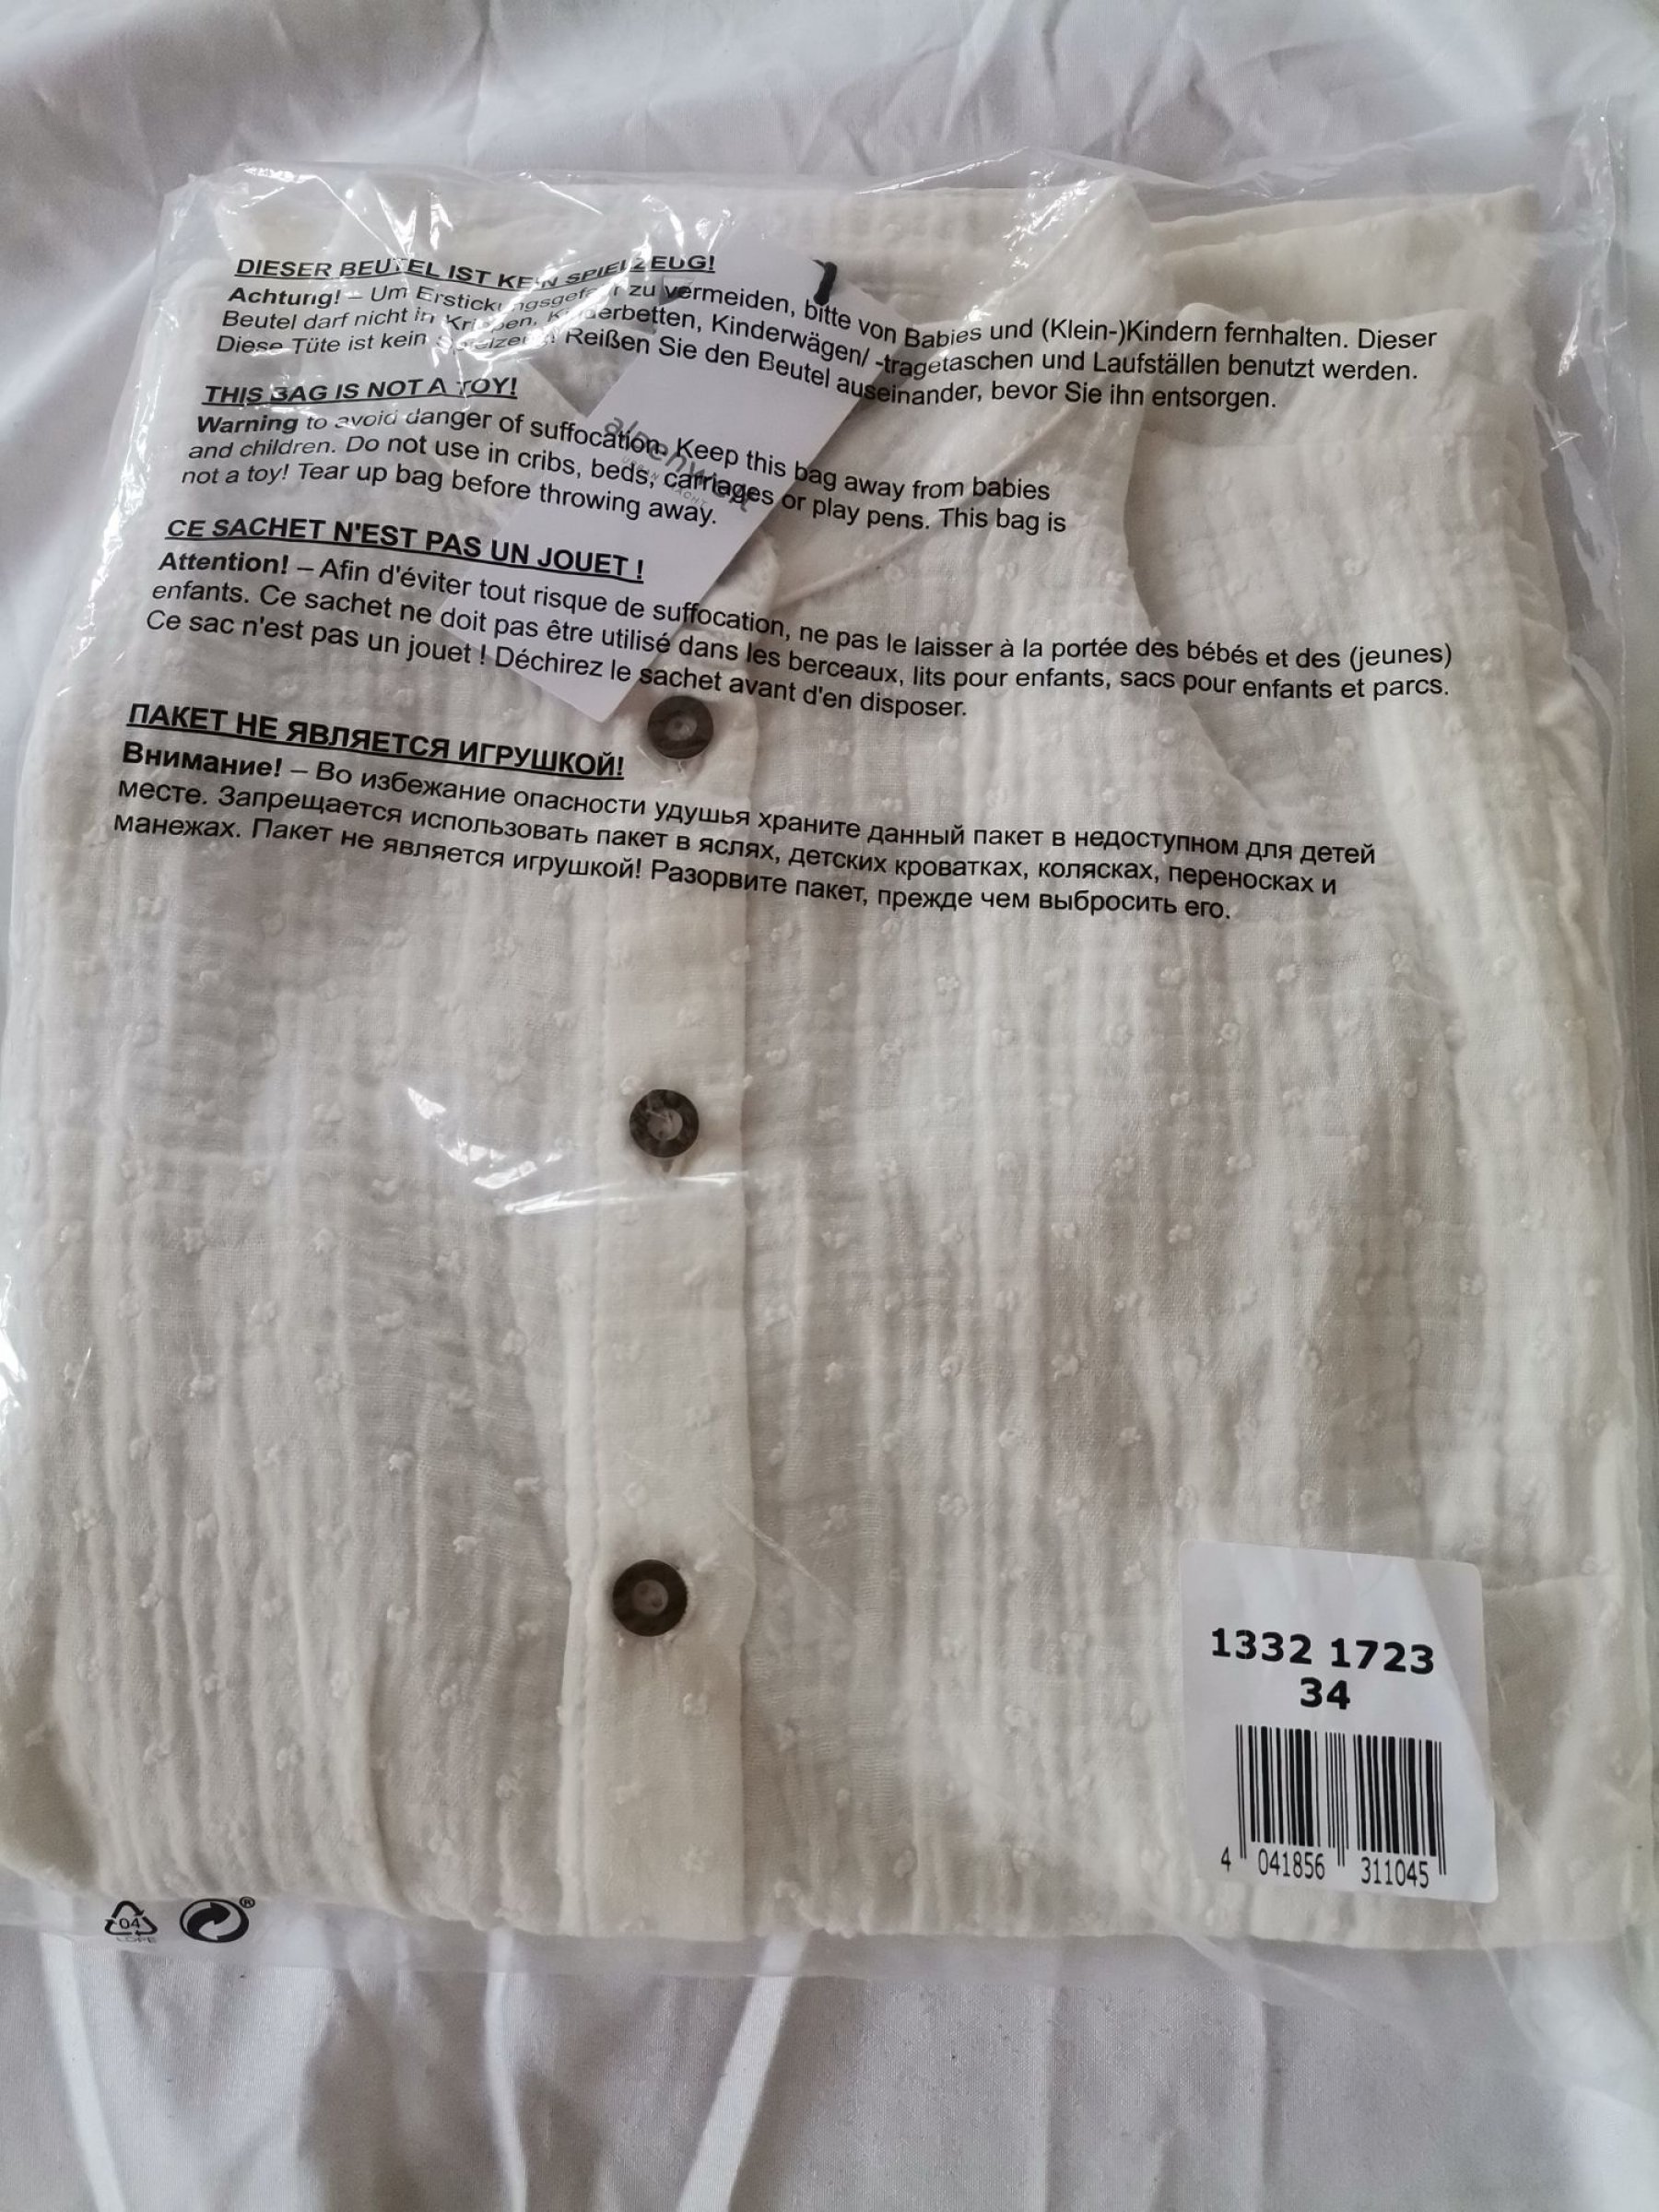 DIESER BEUTEL IST KEIN SPIELZEUG!
Achtung! – Um Erstickungsgefahr zu vermeiden, bitte von Babies und (Klein-)Kindern fernhalten. Dieser
Beutel darf nicht in Krippen, Kinderbetten, Kinderwägen/ -tragetaschen und Laufställen benutzt werden.
Diese Tüte ist kein Spielzeug! Reißen Sie den Beutel auseinander, bevor Sie ihn entsorgen.
THIS BAG IS NOT A TOY!
Warning to avoid danger of suffocation. Keep this bag away from babies
and children. Do not use in cribs, beds, carriages or play pens. This bag is
not a toy! Tear up bag before throwing away.
CE SACHET N'EST PAS UN JOUET !
Attention! – Afin d'éviter tout risque de suffocation, ne pas le laisser à la portée des bébés et des (jeunes)
enfants. Ce sachet ne doit pas être utilisé dans les berceaux, lits pour enfants, sacs pour enfants et parcs.
Ce sac n'est pas un jouet ! Déchirez le sachet avant d'en disposer.
ПАКЕТ НЕ ЯВЛЯЕТСЯ ИГРУШКОЙ!
Внимание! – Во избежание опасности удушья храните данный пакет в недоступном для детей
месте. Запрещается использовать пакет в яслях, детских кроватках, колясках, переносках и
манежах. Пакет не является игрушкой! Разорвите пакет, прежде чем выбросить его.
1332 1723
34
4 041856 311045
04
LDPE
®